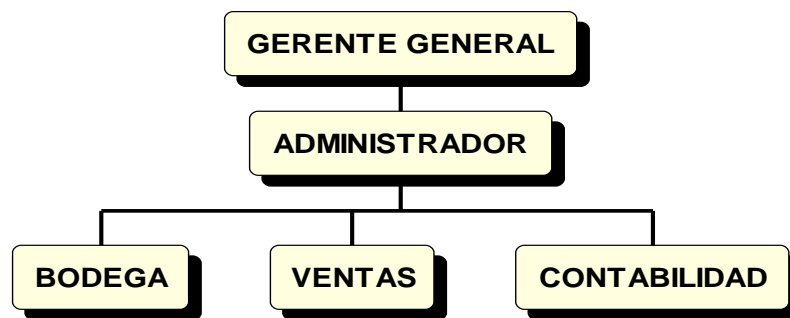 GERENTE GENERAL
ADMINISTRADOR
BODEGA
VENTAS
CONTABILIDAD